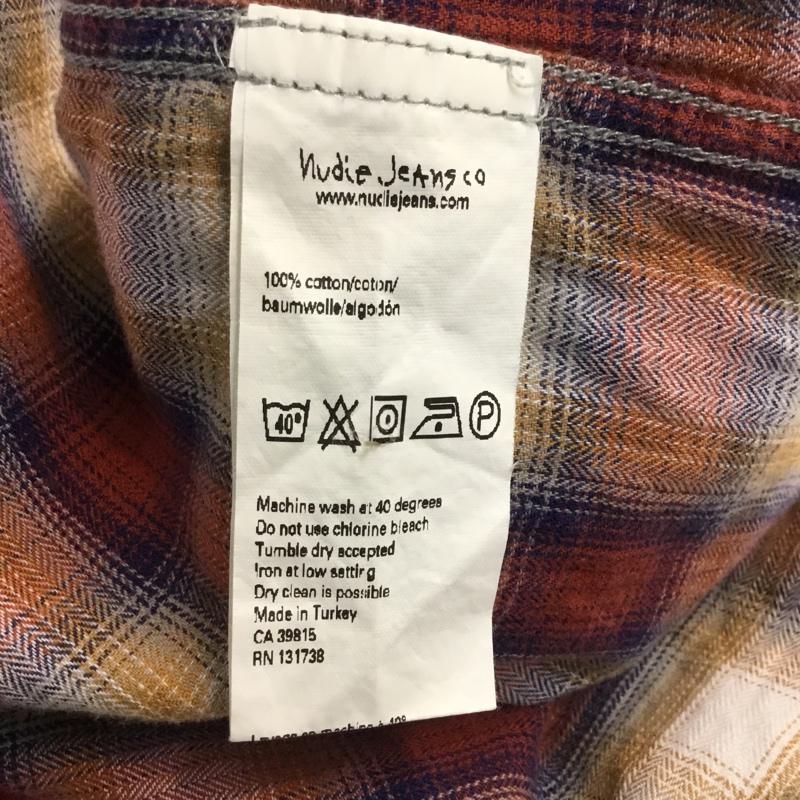 Nudie Jeans co
www.nudiejeans.com
100% cotton/coton/
baumwolle/algodón
40°
P
Machine wash at 40 degrees
Do not use chlorine bleach
Tumble dry accepted
Iron at low setting
Dry clean is possible
Made in Turkey
CA 39815
RN 131738